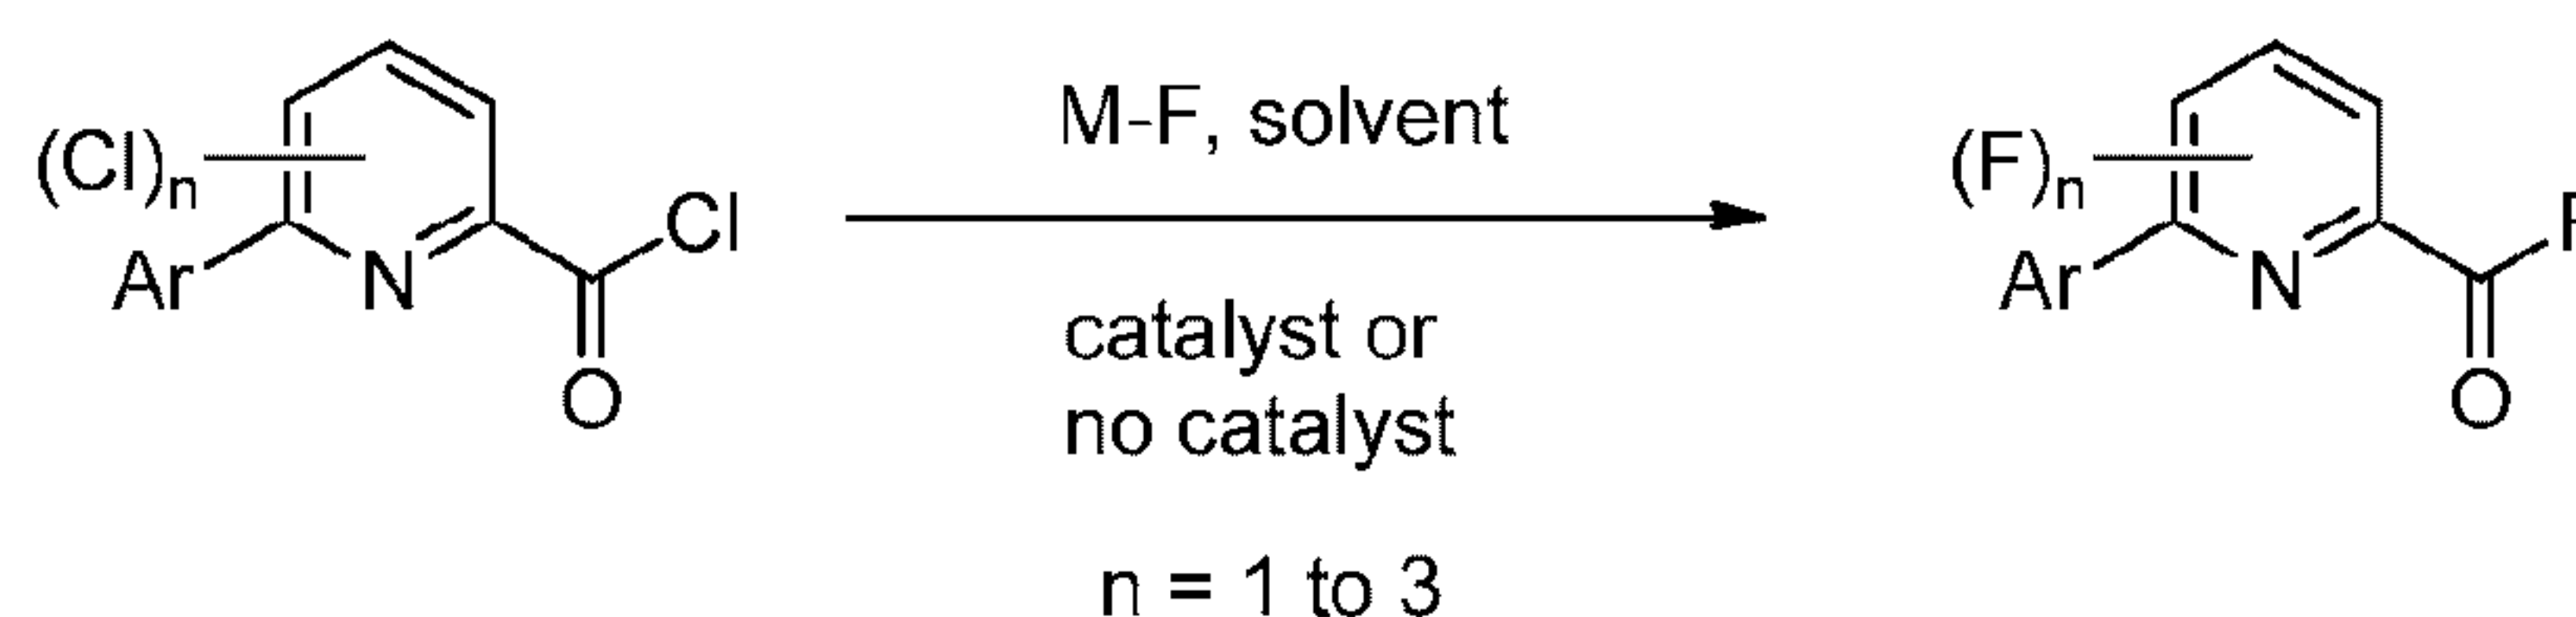 (Cl)n
Ar
N
Cl
O
M-F, solvent
catalyst or
no catalyst
n = 1 to 3
(F)n
Ar
N
O